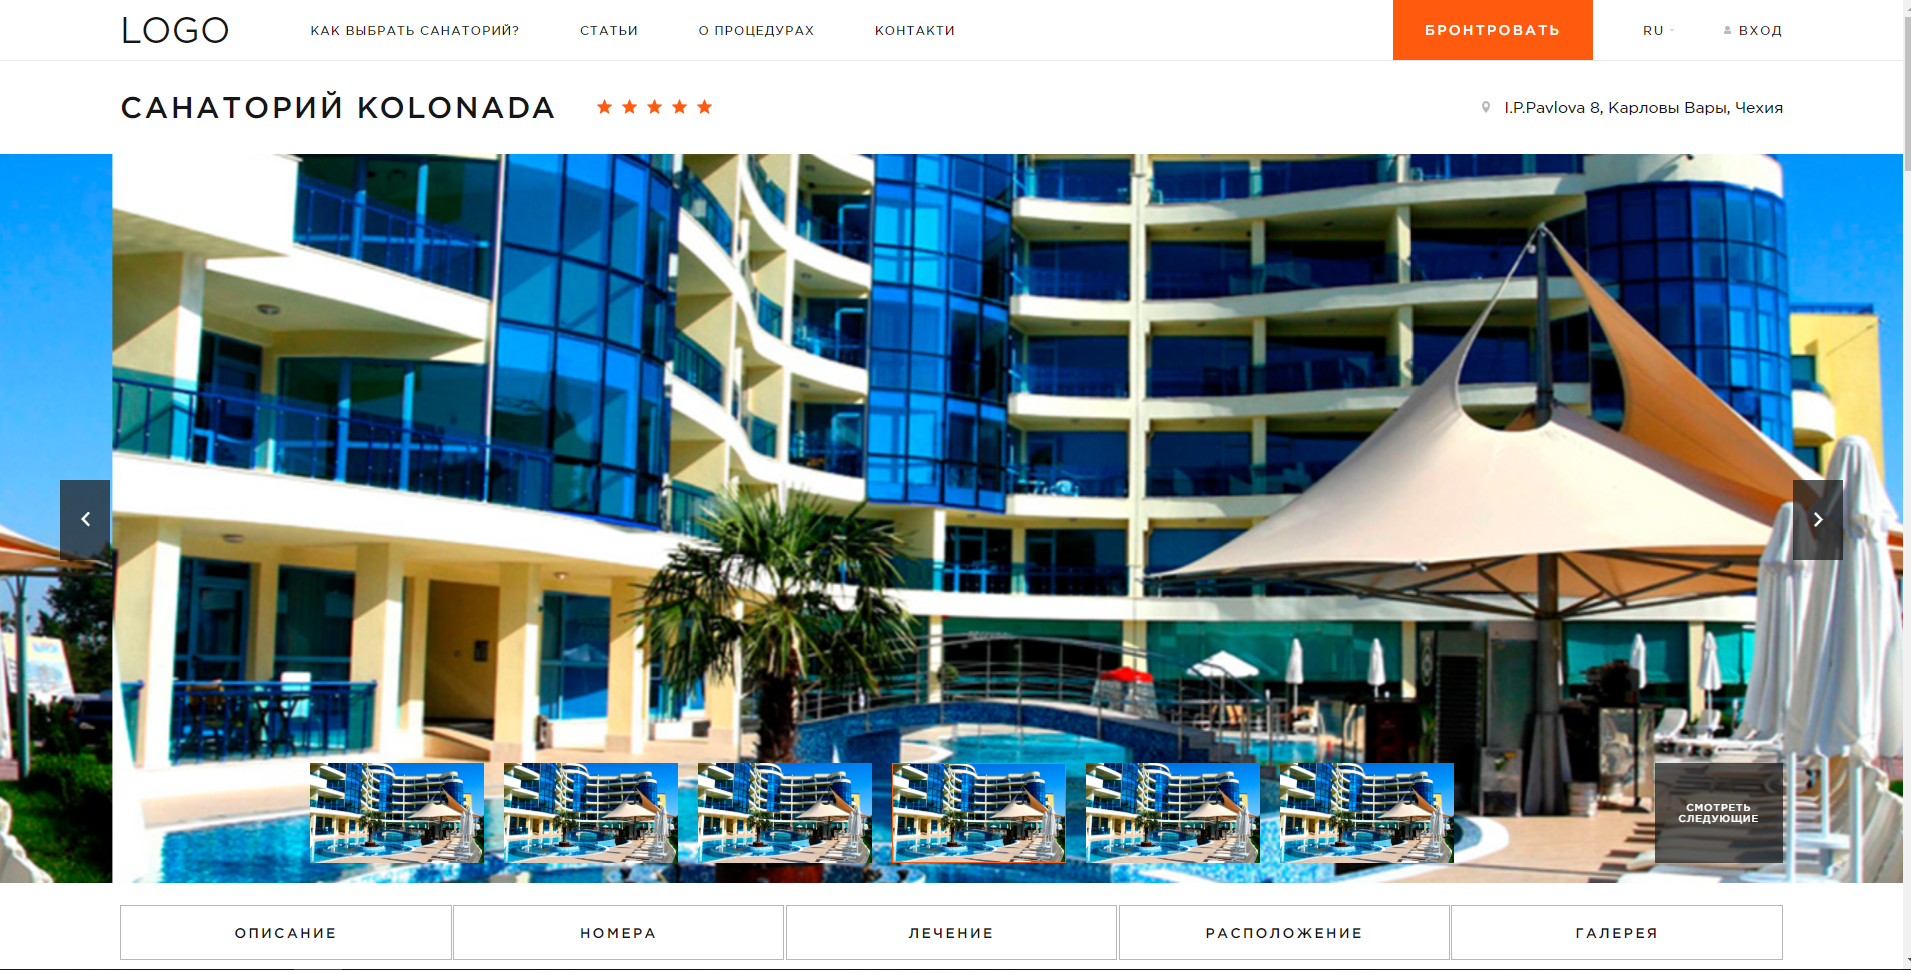 LOGO
КАК ВЫБРАТЬ САНАТОРИЙ?
СТАТЬИ
О ПРОЦЕДУРАХ
КОНТАКТИ
БРОНТРОВАТЬ
RU
ВХОД
САНАТОРИЙ KOLONADA
I.P.Pavlova 8, Карловы Вары, Чехия
СМОТРЕТЬ
СЛЕДУЮЩИЕ
ОПИСАНИЕ
НОМЕРА
ЛЕЧЕНИЕ
РАСПОЛОЖЕНИЕ
ГАЛЕРЕЯ